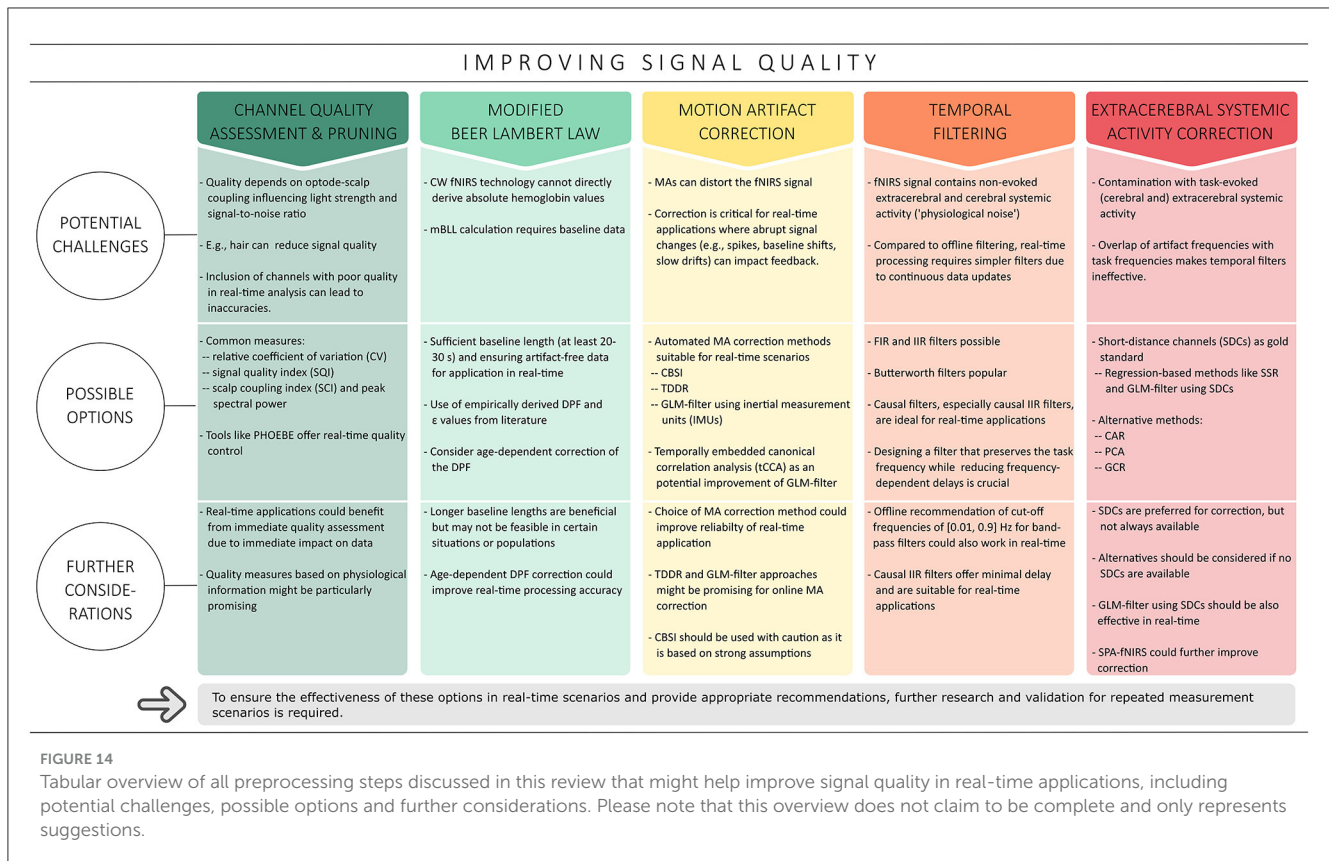 IMPROVING SIGNAL QUALITY
CHANNEL QUALITY
ASSESSMENT & PRUNING
MODIFIED
BEER LAMBERT LAW
MOTION ARTIFACT
CORRECTION
TEMPORAL
FILTERING
EXTRACEREBRAL SYSTEMIC
ACTIVITY CORRECTION
POTENTIAL
CHALLENGES
- Quality depends on optode-scalp
coupling influencing light strength and
signal-to-noise ratio
- E.g., hair can reduce signal quality
- Inclusion of channels with poor quality
in real-time analysis can lead to
inaccuracies.
- CW fNIRS technology cannot directly
derive absolute hemoglobin values
- mBLL calculation requires baseline data
- MAs can distort the fNIRS signal
- Correction is critical for real-time
applications where abrupt signal
changes (e.g., spikes, baseline shifts,
slow drifts) can impact feedback.
- fNIRS signal contains non-evoked
extracerebral and cerebral systemic
activity ('physiological noise')
- Compared to offline filtering, real-time
processing requires simpler filters due
to continuous data updates
- Contamination with task-evoked
(cerebral and) extracerebral systemic
activity
- Overlap of artifact frequencies with
task frequencies makes temporal filters
ineffective.
POSSIBLE
OPTIONS
- Common measures:
-- relative coefficient of variation (CV)
-- signal quality index (SQI)
-- scalp coupling index (SCI) and peak
spectral power
- Tools like PHOEBE offer real-time quality
control
- Sufficient baseline length (at least 20-
30 s) and ensuring artifact-free data
for application in real-time
- Use of empirically derived DPF and
ε values from literature
- Consider age-dependent correction of
the DPF
- Automated MA correction methods
suitable for real-time scenarios
-- CBSI
-- TDDR
-- GLM-filter using inertial measurement
units (IMUs)
- Temporally embedded canonical
correlation analysis (tCCA) as an
potential improvement of GLM-filter
- FIR and IIR filters possible
- Butterworth filters popular
- Causal filters, especially causal IIR filters,
are ideal for real-time applications
- Designing a filter that preserves the task
frequency while reducing frequency-
dependent delays is crucial
- Short-distance channels (SDCs) as gold
standard
-- Regression-based methods like SSR
and GLM-filter using SDCs
- Alternative methods:
-- CAR
-- PCA
-- GCR
FURTHER
CONSIDE-
RATIONS
- Real-time applications could benefit
from immediate quality assessment
due to immediate impact on data
- Quality measures based on physiological
information might be particularly
promising
- Longer baseline lengths are beneficial
but may not be feasible in certain
situations or populations
- Age-dependent DPF correction could
improve real-time processing accuracy
- Choice of MA correction method could
improve reliabilty of real-time
application
- TDDR and GLM-filter approaches
might be promising for online MA
correction
- CBSI should be used with caution as it
is based on strong assumptions
- Offline recommendation of cut-off
frequencies of [0.01, 0.9] Hz for band-
pass filters could also work in real-time
- Causal IIR filters offer minimal delay
and are suitable for real-time
applications
- SDCs are preferred for correction, but
not always available
- Alternatives should be considered if no
SDCs are available
- GLM-filter using SDCs should be also
effective in real-time
- SPA-fNIRS could further improve
correction
To ensure the effectiveness of these options in real-time scenarios and provide appropriate recommendations, further research and validation for repeated measurement
scenarios is required.
FIGURE 14
Tabular overview of all preprocessing steps discussed in this review that might help improve signal quality in real-time applications, including
potential challenges, possible options and further considerations. Please note that this overview does not claim to be complete and only represents
suggestions.